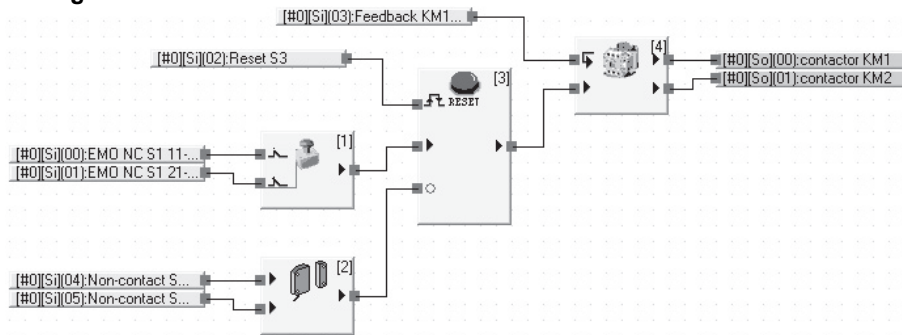 [#0][Si](03):Feedback KM1...
[4]
[#0][Si](02):Reset S3
[#0][So](00):contactor KM1
[#0][So](01):contactor KM2
[3]
RESET
[1]
[#0][Si](00):EMO NC S1 11-...
[#0][Si](01):EMO NC S1 21-...
[2]
[#0][Si](04):Non-contact S...
[#0][Si](05):Non-contact S...